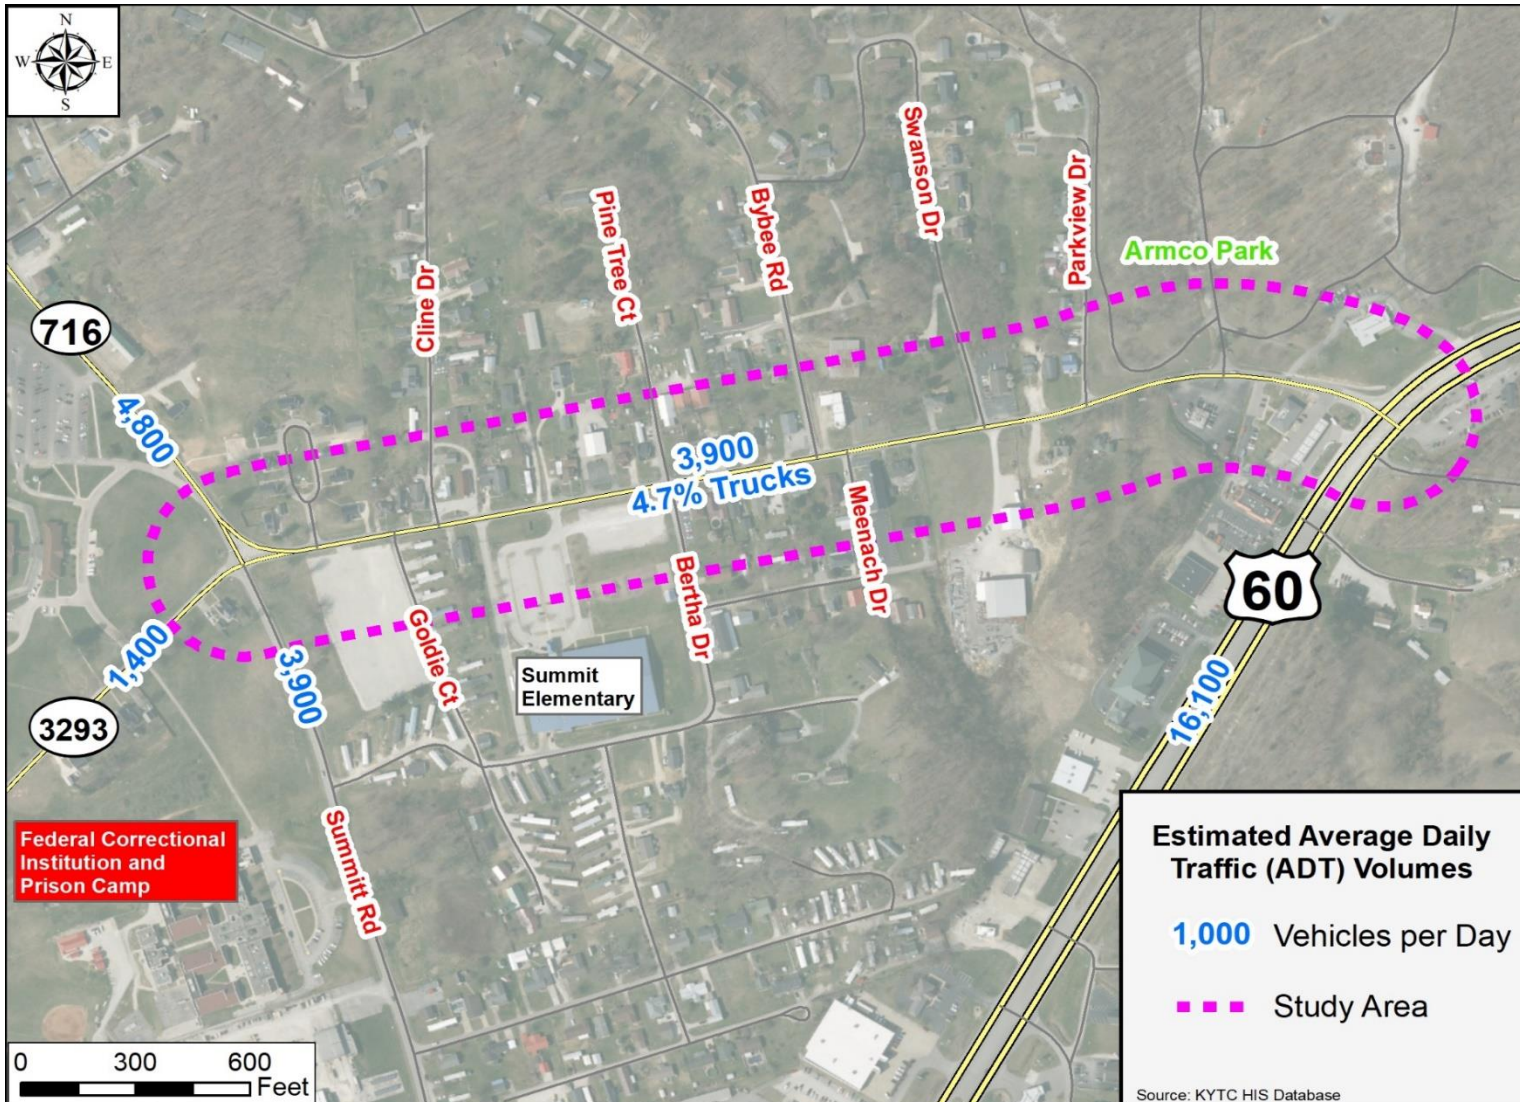 N
W E
S
Swanson Dr
Parkview Dr
Pine Tree Ct
Bybee Rd
Armco Park
Cline Dr
716
4,800
3,900
4.7% Trucks
Meenach Dr
Bertha Dr
60
Goldie Ct
1,400
3,900
Summit
Elementary
3293
16,100
Summitt Rd
Federal Correctional
Institution and
Prison Camp
Estimated Average Daily
Traffic (ADT) Volumes
1,000 Vehicles per Day
Study Area
0 300 600
Feet
Source: KYTC HIS Database